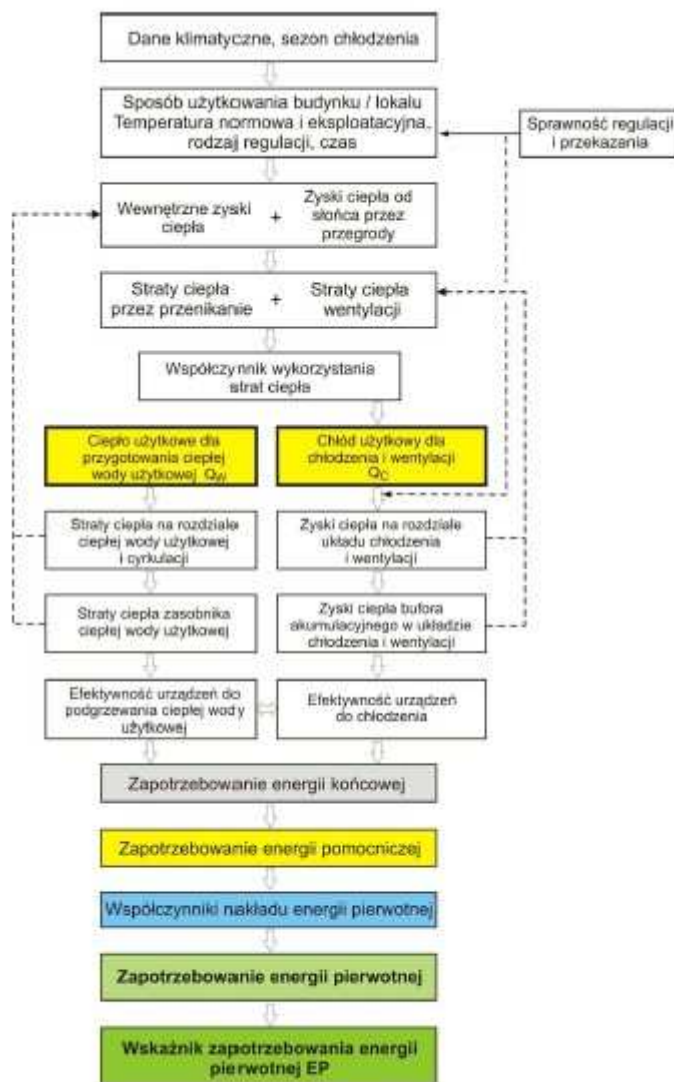 Dane klimatyczne, sezon chłodzenia
Sposób użytkowania budynku / lokalu
Temperatura normowa i eksploatacyjna,
rodzaj regulacji, czas
Sprawność regulacji
i przekazania
Wewnętrzne zyski
ciepła
+
Zyski ciepła od
słońca przez
przegrody
Straty ciepła
przez przenikanie
+
Straty ciepła
wentylacji
Współczynnik wykorzystania
strat ciepła
Ciepło użytkowe dla
przygotowania ciepłej
wody użytkowej QW
Chłód użytkowy dla
chłodzenia i wentylacji
QC
Straty ciepła na rozdziale
ciepłej wody użytkowej
i cyrkulacji
Zyski ciepła na rozdziale
układu chłodzenia
i wentylacji
Straty ciepła zasobnika
ciepłej wody użytkowej
Zyski ciepła bufora
akumulacyjnego w układzie
chłodzenia i wentylacji
Efektywność urządzeń do
podgrzewania ciepłej wody
użytkowej
Efektywność urządzeń
do chłodzenia
Zapotrzebowanie energii końcowej
Zapotrzebowanie energii pomocniczej
Współczynniki nakładu energii pierwotnej
Zapotrzebowanie energii pierwotnej
Wskaźnik zapotrzebowania energii
pierwotnej EP